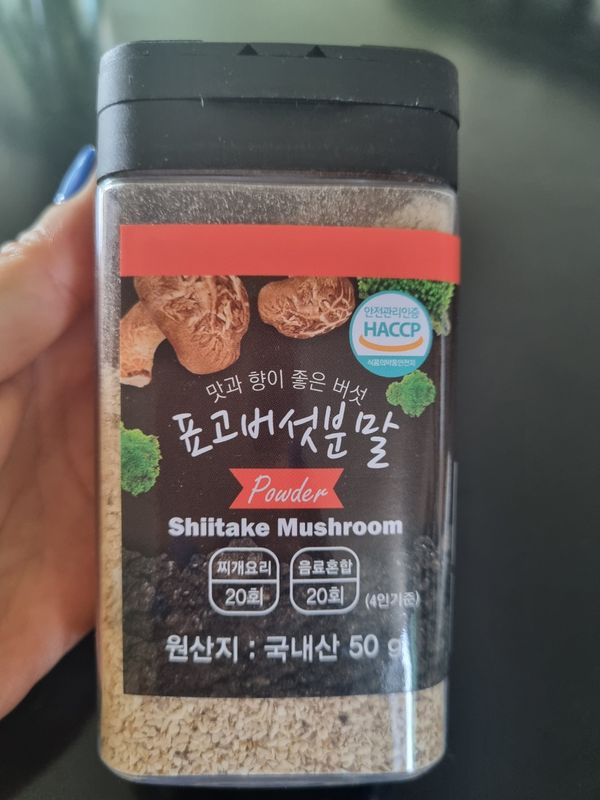 안전관리인증
HACCP
식품의약품안전처
맛과 향이 좋은 버섯
표고버섯분말
Powder
Shiitake Mushroom
찌개요리 음료혼합
20회 20회 (4인기준)
원산지 : 국내산 50 g